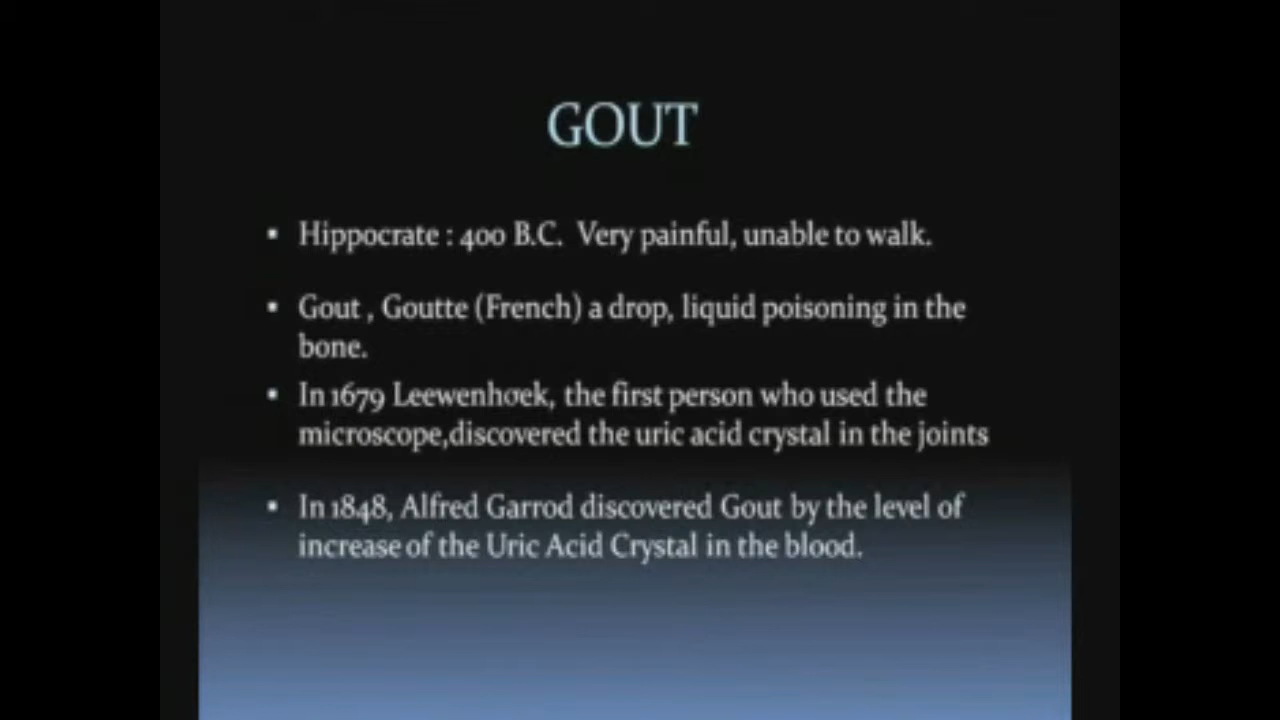 GOUT
▪ Hippocrate : 400 B.C. Very painful, unable to walk.
▪ Gout , Goutte (French) a drop, liquid poisoning in the
bone.
▪ In 1679 Leewenhoek, the first person who used the
microscope,discovered the uric acid crystal in the joints
▪ In 1848, Alfred Garrod discovered Gout by the level of
increase of the Uric Acid Crystal in the blood.